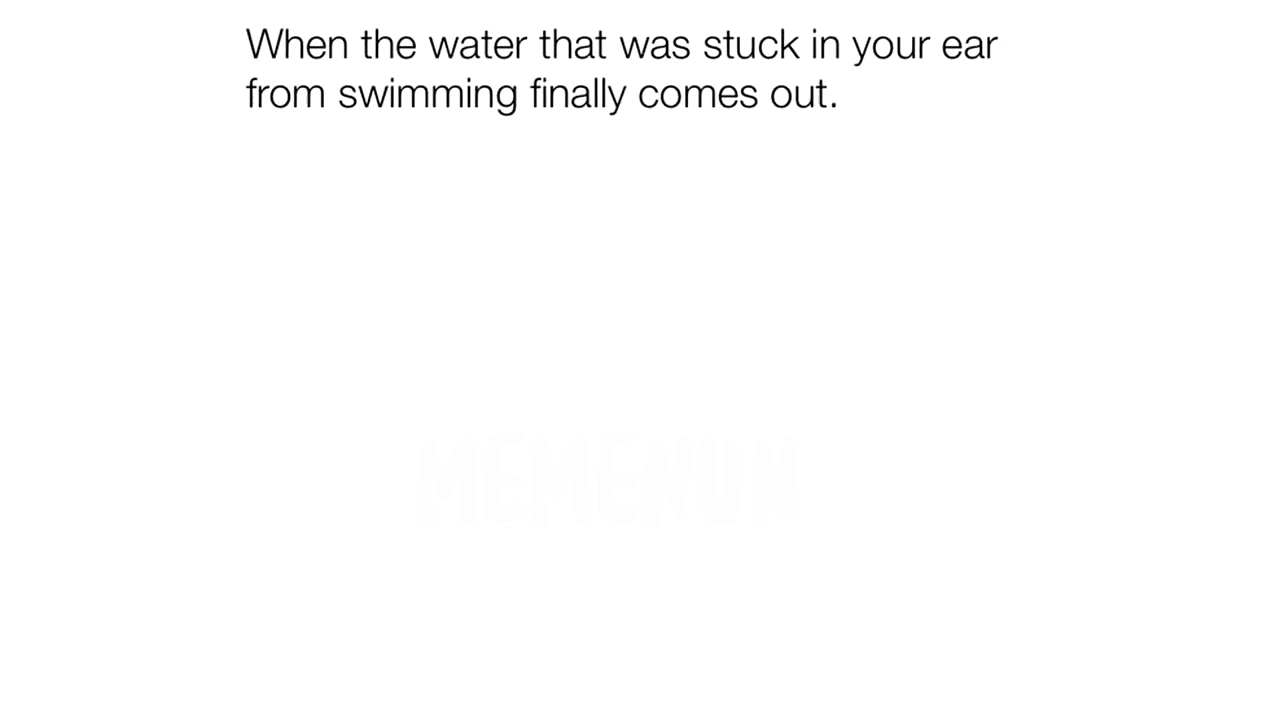 When the water that was stuck in your ear
from swimming finally comes out.
MEMENUN